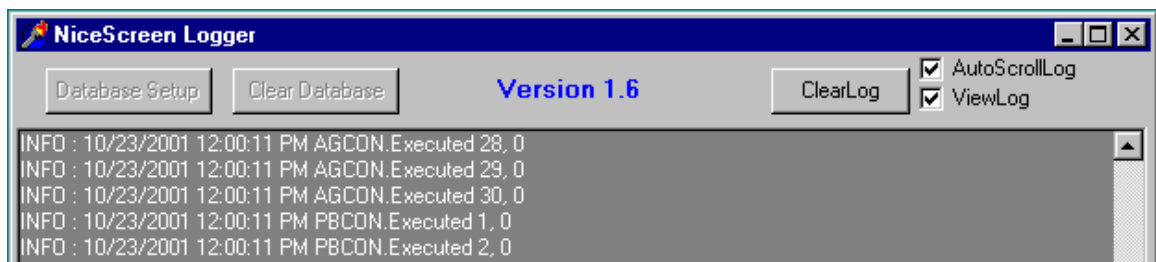 NiceScreen Logger
Database Setup
Clear Database
Version 1.6
ClearLog
AutoScrollLog
ViewLog
INFO : 10/23/2001 12:00:11 PM AGCON.Executed 28, 0
INFO : 10/23/2001 12:00:11 PM AGCON.Executed 29, 0
INFO : 10/23/2001 12:00:11 PM AGCON.Executed 30, 0
INFO : 10/23/2001 12:00:11 PM PBCON.Executed 1, 0
INFO : 10/23/2001 12:00:11 PM PBCON.Executed 2, 0